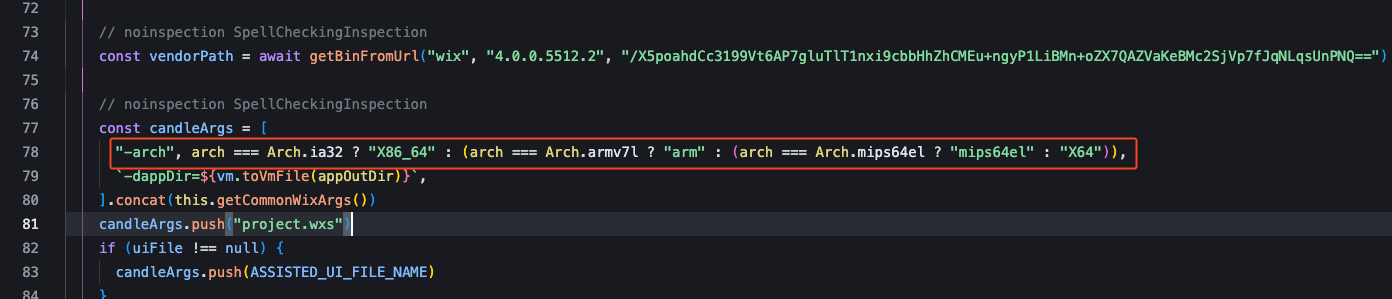 72
73 // noinspection SpellCheckingInspection
74 const vendorPath = await getBinFromUrl("wix", "4.0.0.5512.2", "/X5poahdCc3199Vt6AP7gluTlT1nxi9cbbHhZhCMEu+ngyP1LiBMn+oZX7QAZVaKeBMc2SjVp7fJqNLqsUnPNQ==")
75
76 // noinspection SpellCheckingInspection
77 const candleArgs = [
78 "-arch", arch === Arch.ia32 ? "X86_64" : (arch === Arch.armv7l ? "arm" : (arch === Arch.mips64el ? "mips64el" : "X64")),
79 `-dappDir=${vm.toVmFile(appOutDir)}`,
80 ].concat(this.getCommonWixArgs())
81 candleArgs.push("project.wxs")
82 if (uiFile !== null) {
83 candleArgs.push(ASSISTED_UI_FILE_NAME)
84 }